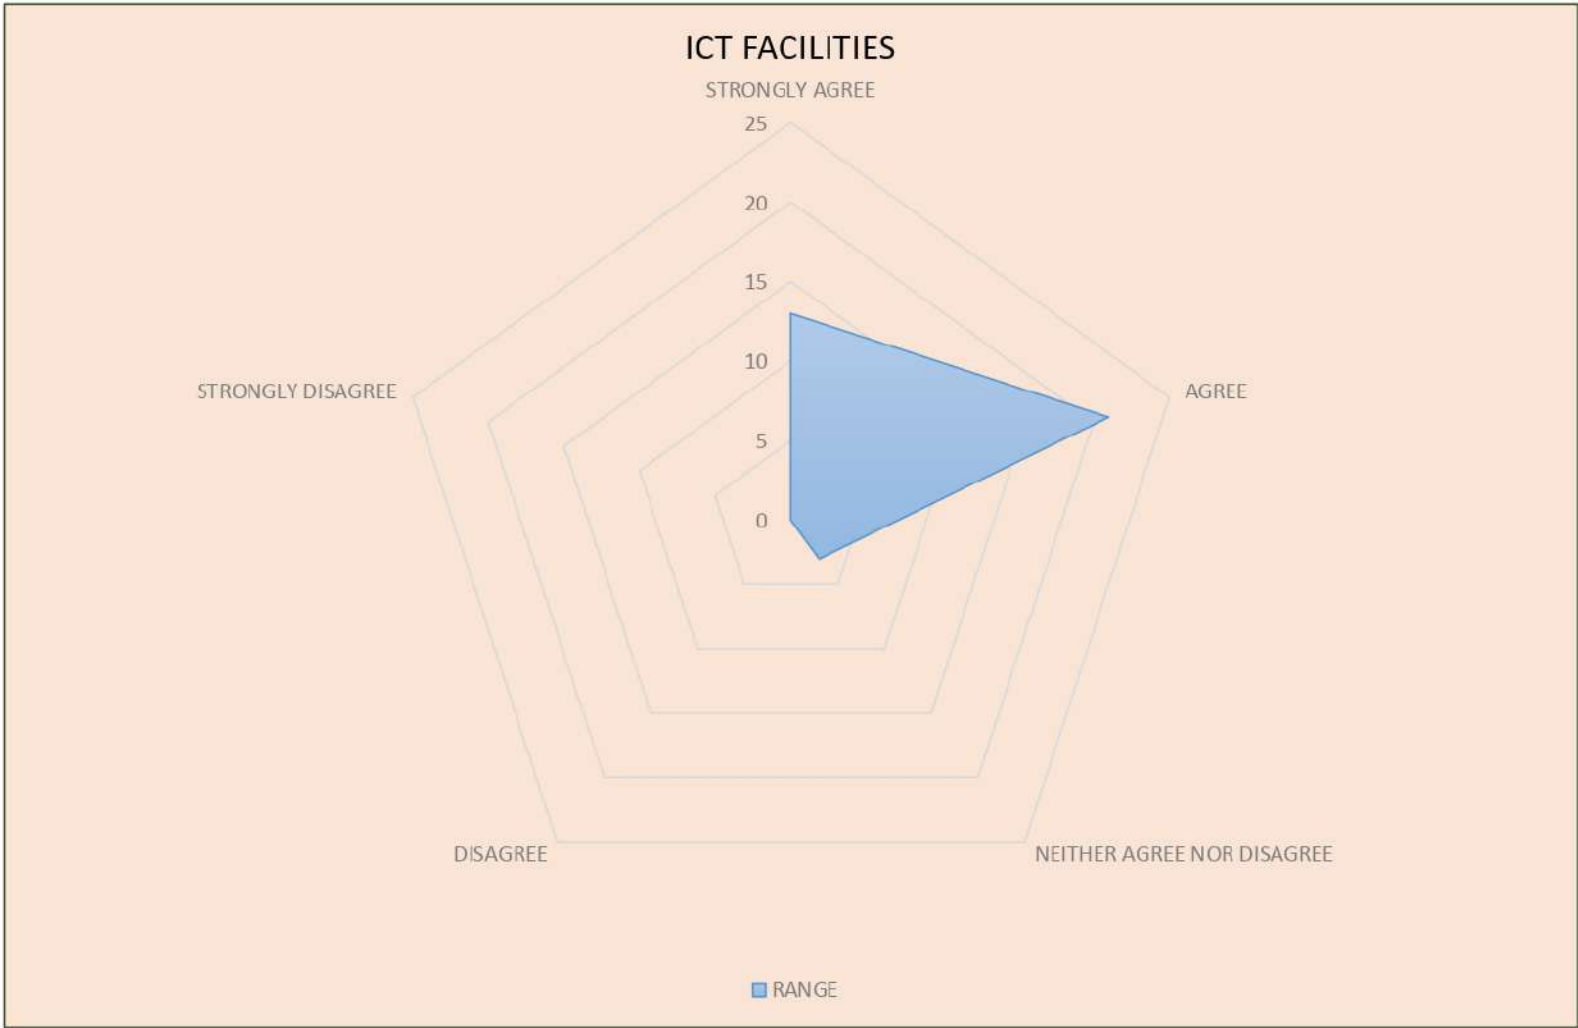 ICT FACILITIES
STRONGLY AGREE
25
20
15
10
5
0
STRONGLY DISAGREE
AGREE
DISAGREE
NEITHER AGREE NOR DISAGREE
RANGE